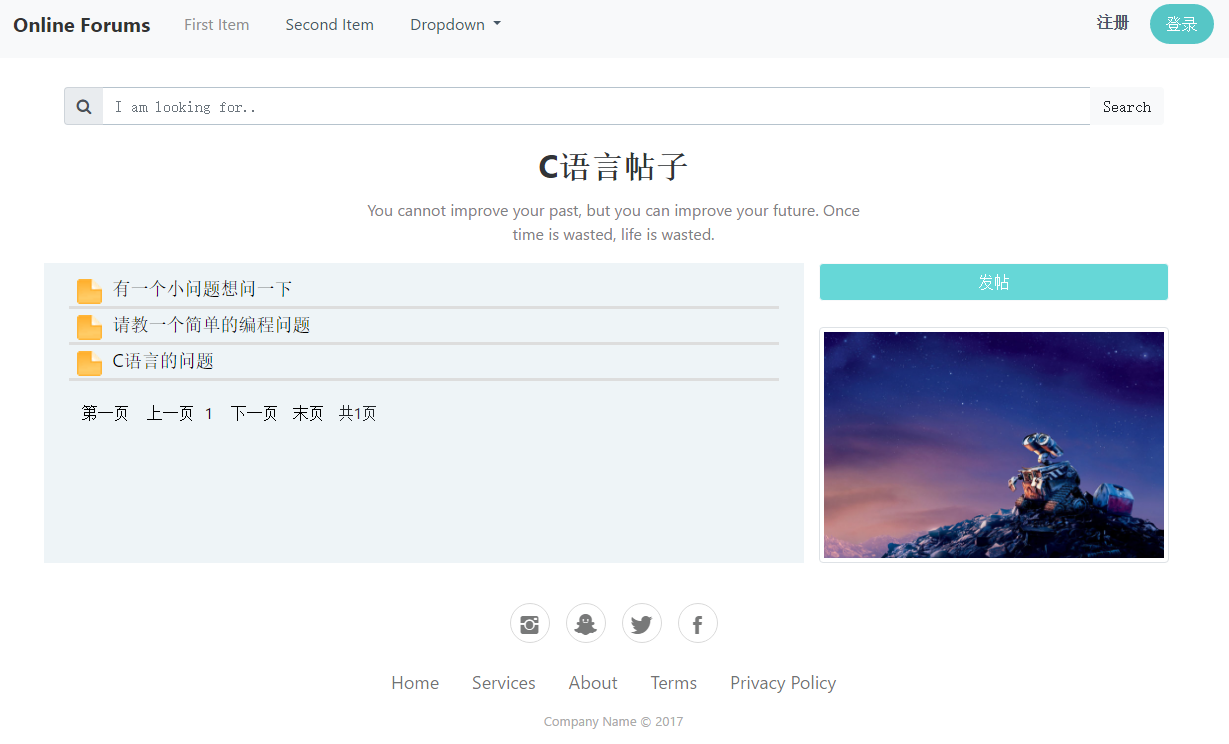 Online Forums First Item Second Item Dropdown 注册 登录
I am looking for.. Search
C语言帖子
You cannot improve your past, but you can improve your future. Once
time is wasted, life is wasted.
有一个小问题想问一下
请教一个简单的编程问题
C语言的问题
第一页 上一页 1 下一页 末页 共1页
发帖
Home Services About Terms Privacy Policy
Company Name © 2017